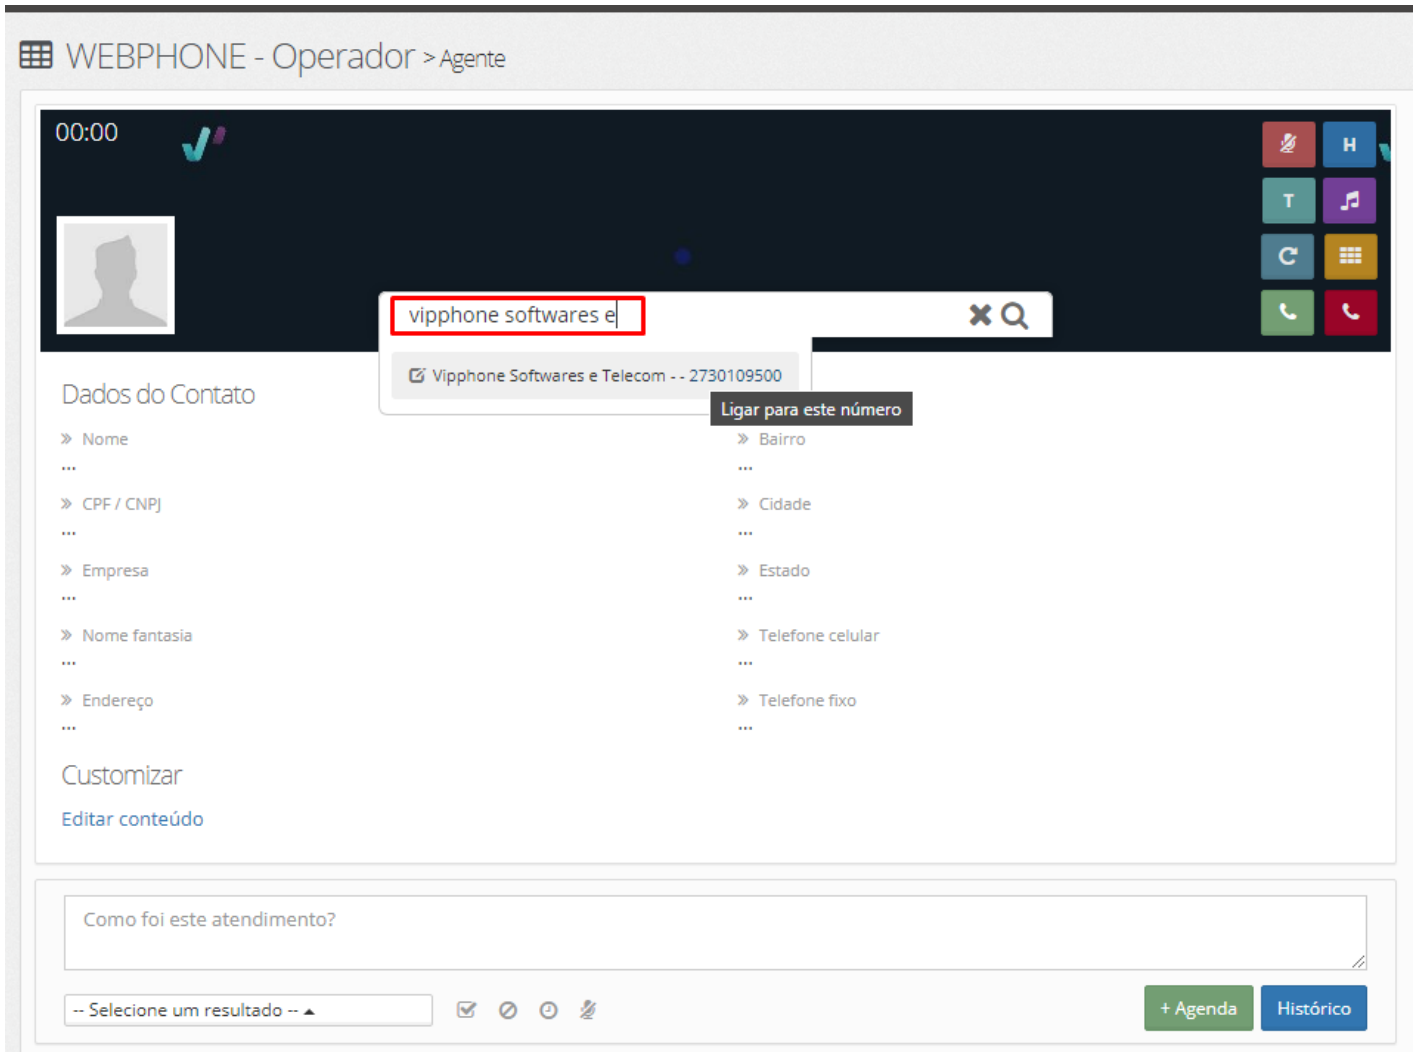 WEBPHONE - Operador > Agente
00:00
H
T
vipphone softwares e
Vipphone Softwares e Telecom - - 2730109500
Ligar para este número
Dados do Contato
» Nome
...
» CPF / CNPJ
...
» Empresa
...
» Nome fantasia
...
» Endereço
...
» Bairro
...
» Cidade
...
» Estado
...
» Telefone celular
...
» Telefone fixo
...
Customizar
Editar conteúdo
Como foi este atendimento?
-- Selecione um resultado --
+ Agenda
Histórico